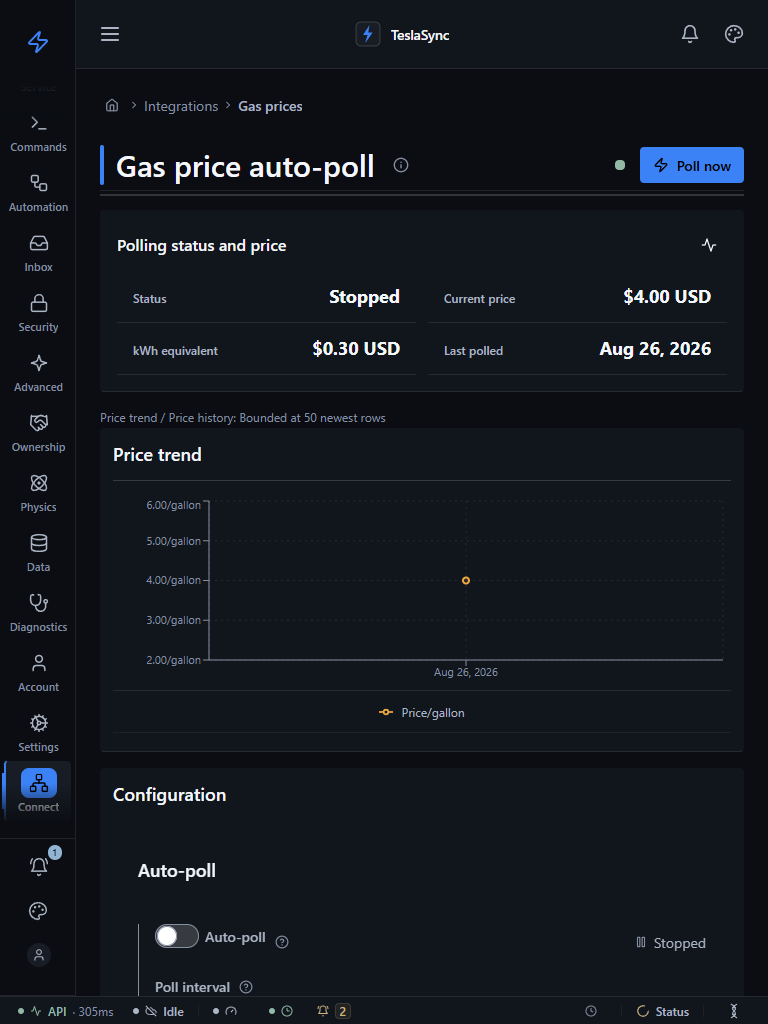 TeslaSync
Commands
Automation
Inbox
Security
Advanced
Ownership
Physics
Data
Diagnostics
Account
Settings
Connect
1
Integrations
Gas prices
Gas price auto-poll
Poll now
Polling status and price
Status
Stopped
Current price
$4.00 USD
kWh equivalent
$0.30 USD
Last polled
Aug 26, 2026
Price trend / Price history: Bounded at 50 newest rows
Price trend
6.00/gallon
5.00/gallon
4.00/gallon
3.00/gallon
2.00/gallon
Aug 26, 2026
Price/gallon
Configuration
Auto-poll
Auto-poll
Stopped
Poll interval
API · 305ms
Idle
2
Status